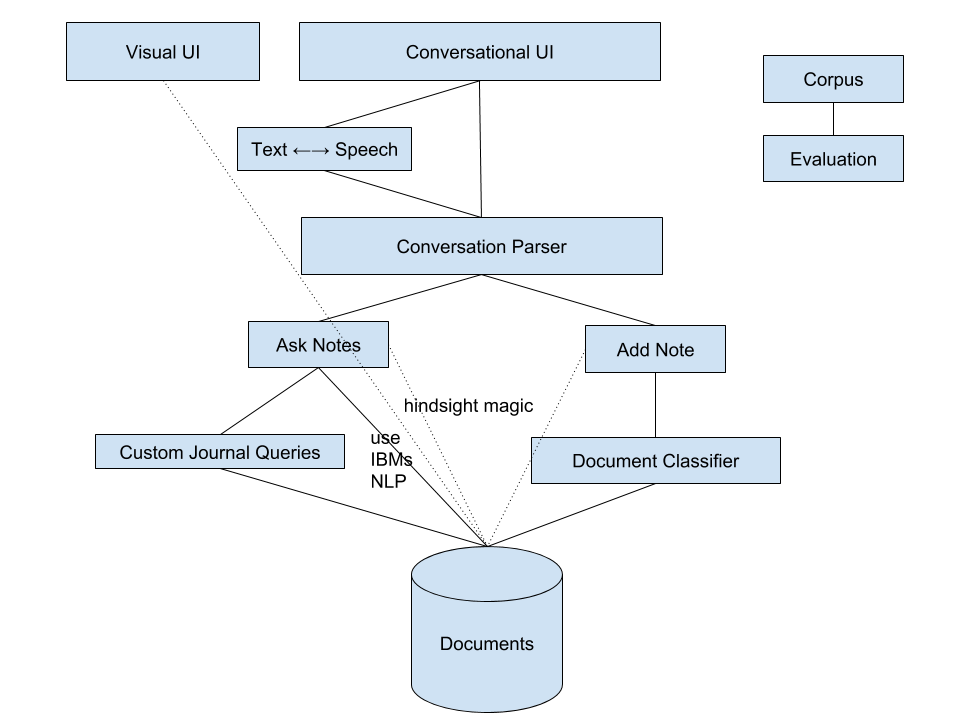 Visual UI
Conversational UI
Corpus
Text ←→ Speech
Evaluation
Conversation Parser
Ask Notes
Add Note
hindsight magic
use
IBMs
NLP
Custom Journal Queries
Document Classifier
Documents